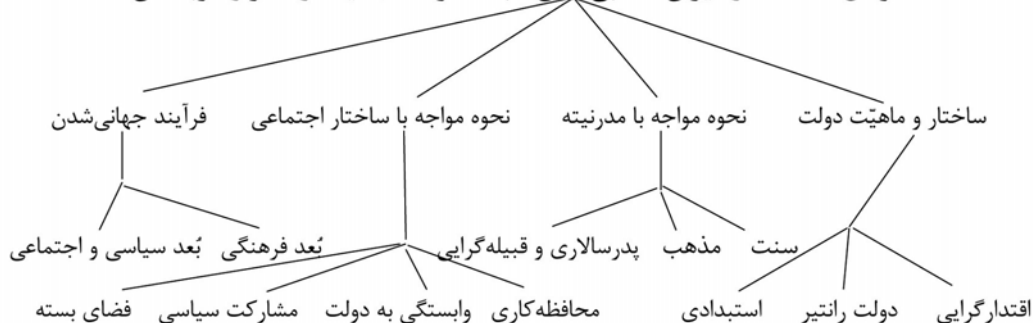 ساختار و ماهیّت دولت نحوه مواجه با مدرنیته نحوه مواجه با ساختار اجتماعی فرآیند جهانی‌شدن
سنت مذهب پدرسالاری و قبیله‌گرایی بُعد فرهنگی بُعد سیاسی و اجتماعی
اقتدارگرایی دولت رانتیر استبدادی محافظه‌کاری وابستگی به دولت مشارکت سیاسی فضای بسته